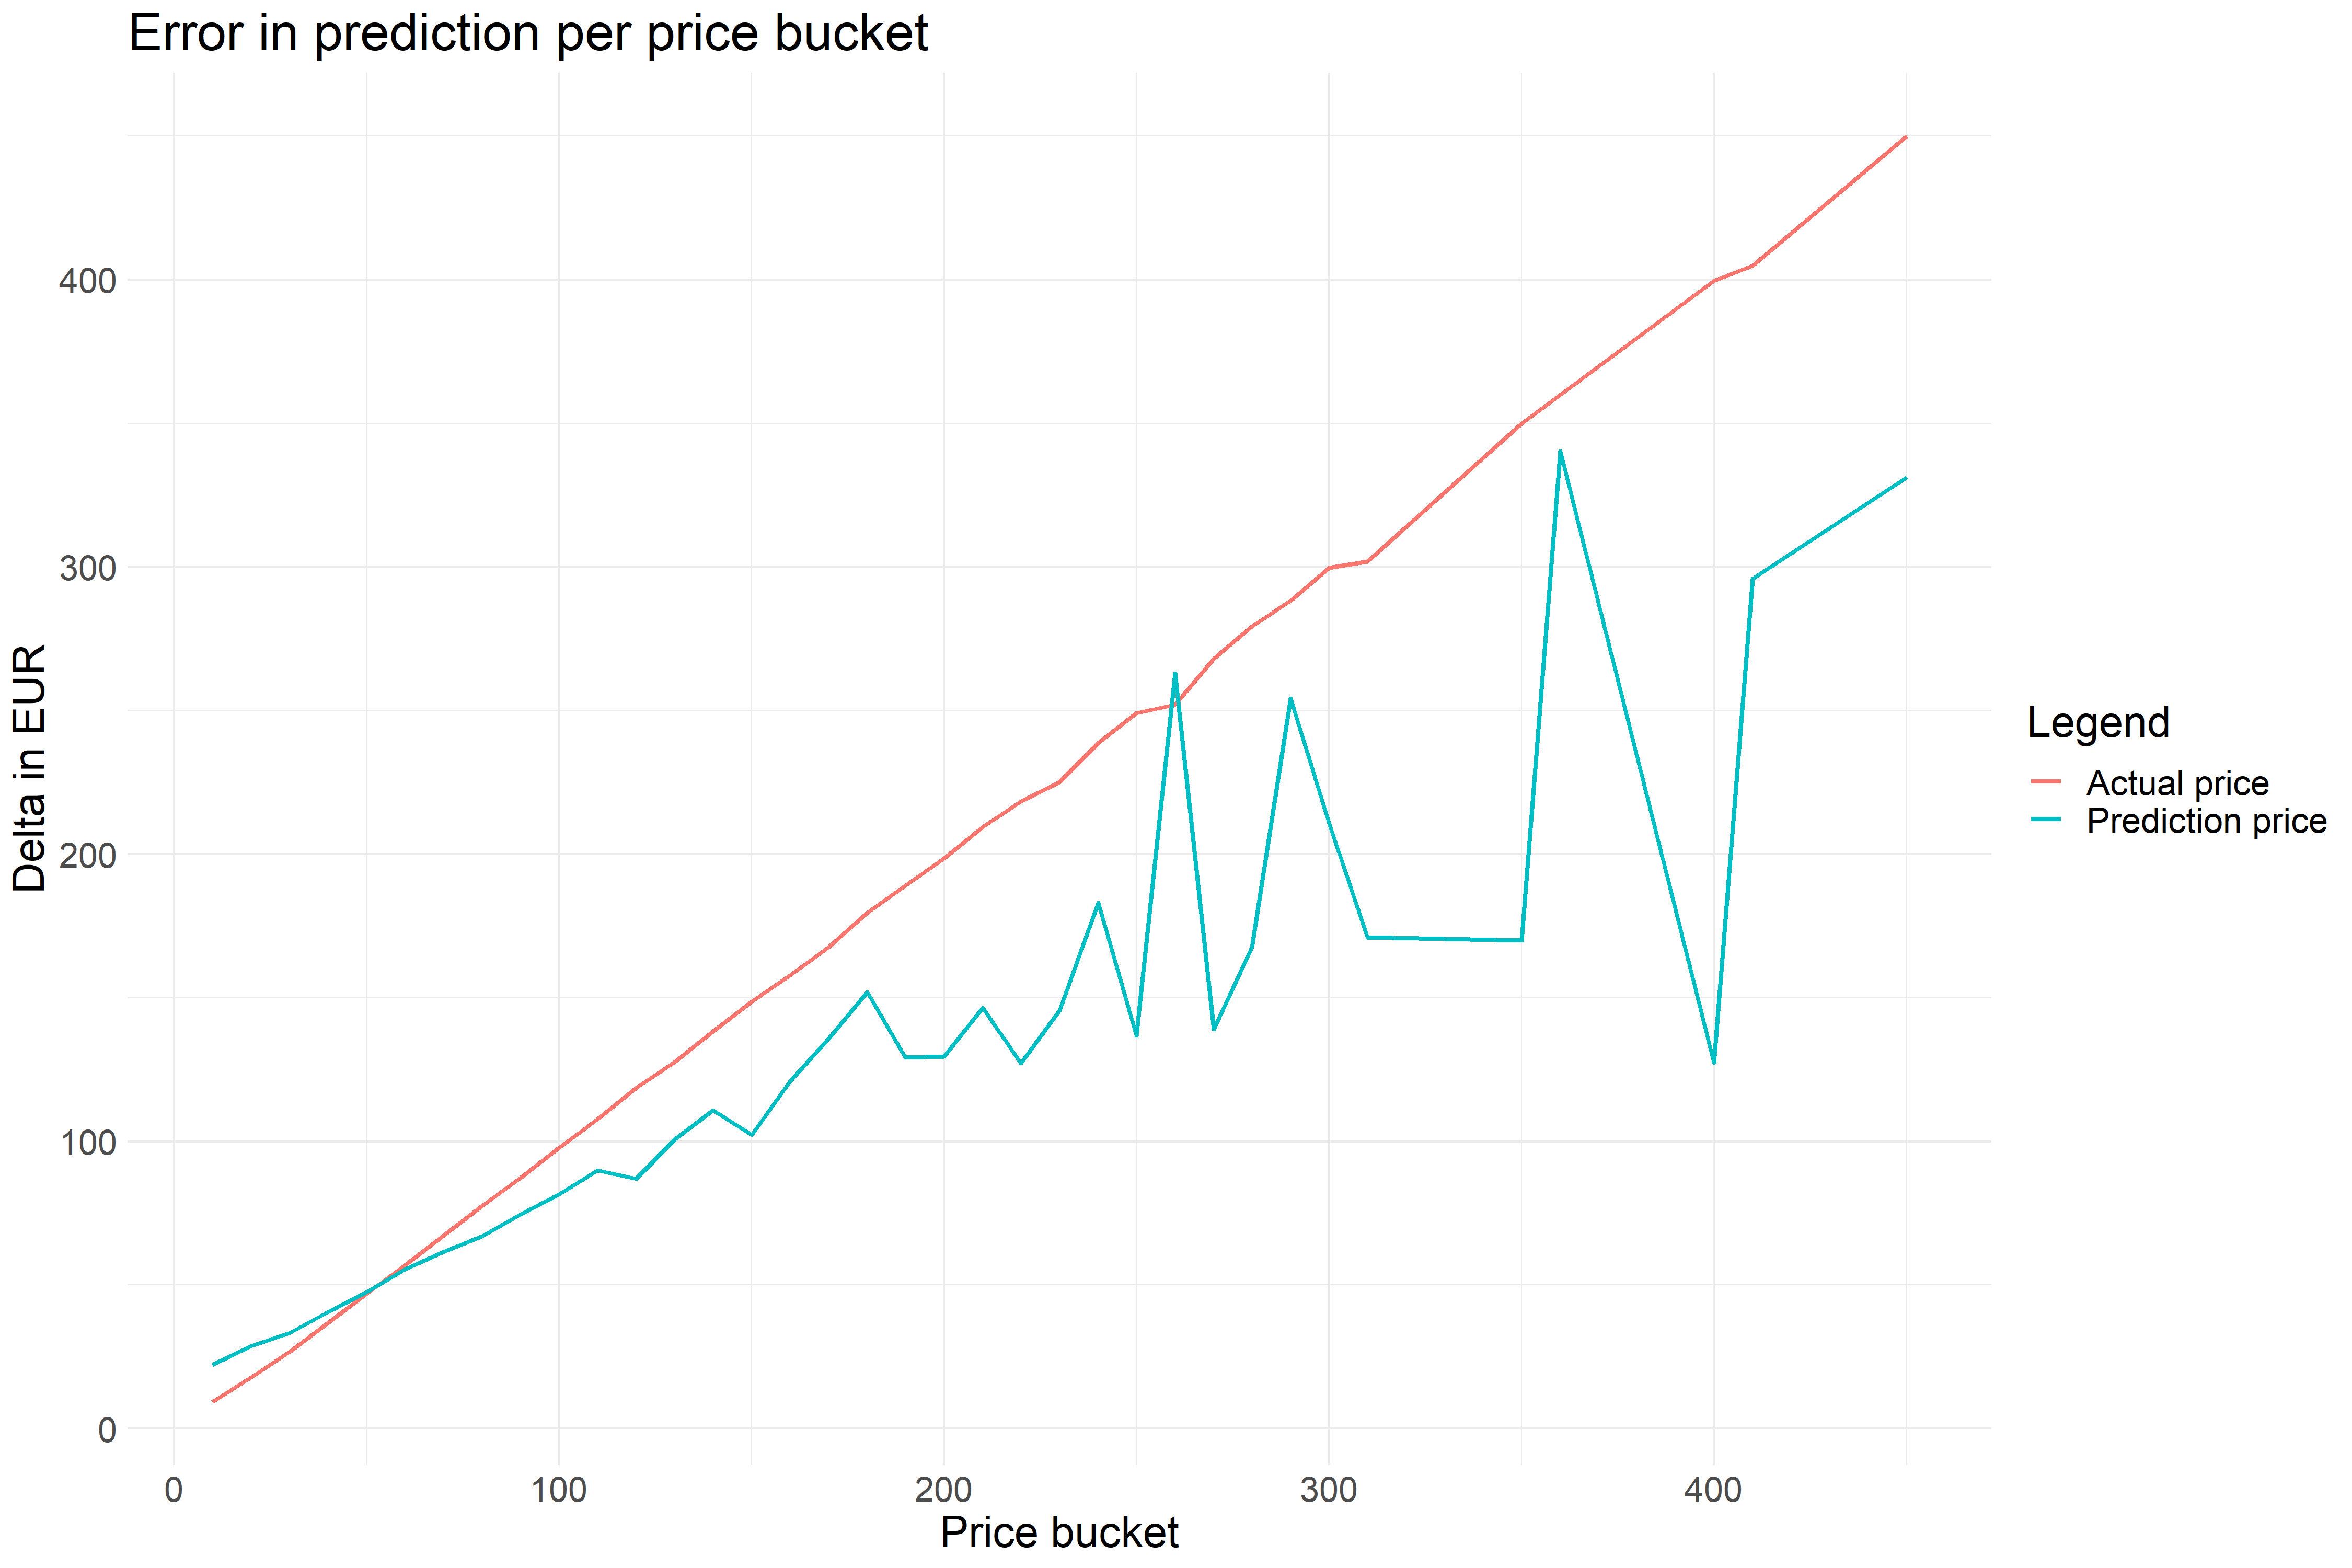 Error in prediction per price bucket
Delta in EUR
400
300
200
100
0
0
100
200
300
400
Price bucket
Legend
Actual price
Prediction price